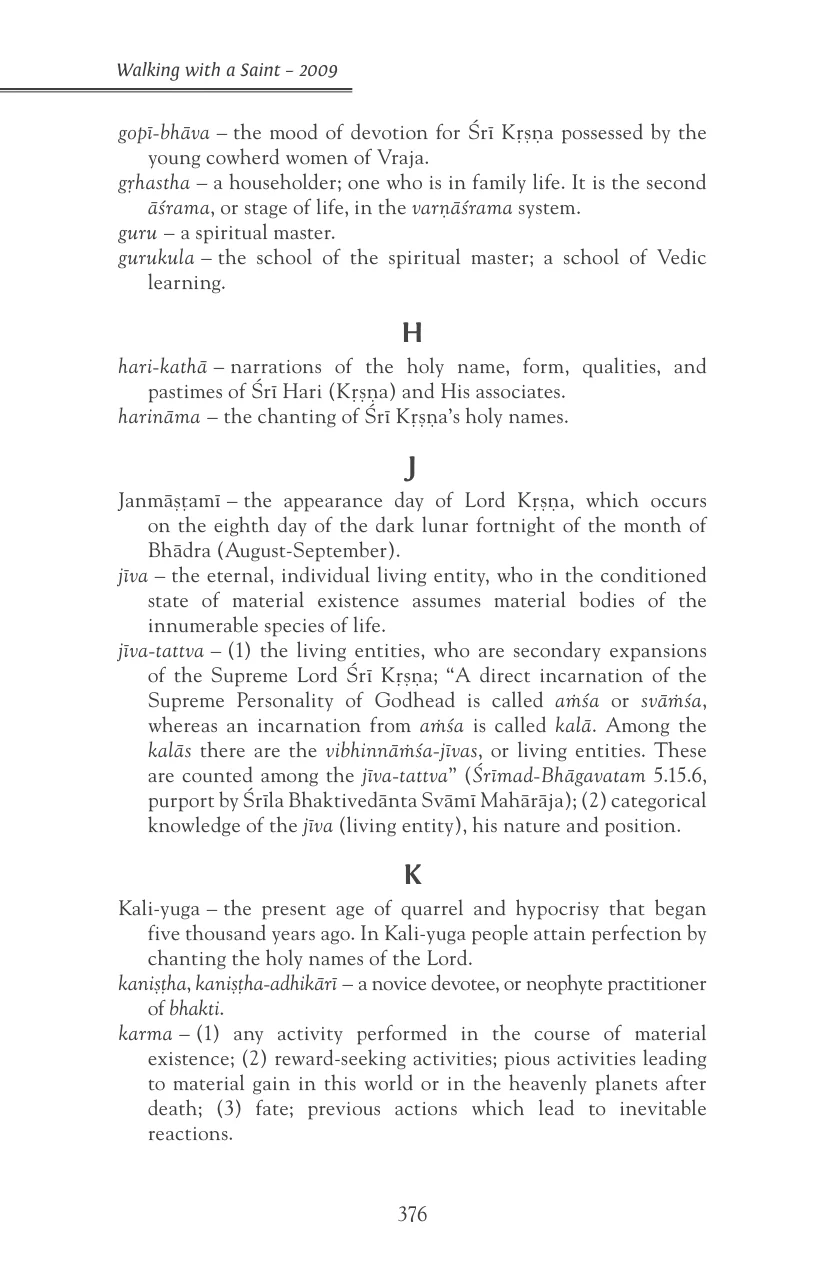 Walking with a Saint – 2009
gopī-bhāva – the mood of devotion for Śrī Kṛṣṇa possessed by the
young cowherd women of Vraja.
gṛhastha – a householder; one who is in family life. It is the second
āśrama, or stage of life, in the varṇāśrama system.
guru – a spiritual master.
gurukula – the school of the spiritual master; a school of Vedic
learning.
H
hari-kathā – narrations of the holy name, form, qualities, and
pastimes of Śrī Hari (Kṛṣṇa) and His associates.
harināma – the chanting of Śrī Kṛṣṇa’s holy names.
J
Janmāṣṭamī – the appearance day of Lord Kṛṣṇa, which occurs
on the eighth day of the dark lunar fortnight of the month of
Bhādra (August-September).
jīva – the eternal, individual living entity, who in the conditioned
state of material existence assumes material bodies of the
innumerable species of life.
jīva-tattva – (1) the living entities, who are secondary expansions
of the Supreme Lord Śrī Kṛṣṇa; “A direct incarnation of the
Supreme Personality of Godhead is called aṁśa or svāṁśa,
whereas an incarnation from aṁśa is called kalā. Among the
kalās there are the vibhinnāṁśa-jīvas, or living entities. These
are counted among the jīva-tattva” (Śrīmad-Bhāgavatam 5.15.6,
purport by Śrīla Bhaktivedānta Svāmī Mahārāja); (2) categorical
knowledge of the jīva (living entity), his nature and position.
K
Kali-yuga – the present age of quarrel and hypocrisy that began
five thousand years ago. In Kali-yuga people attain perfection by
chanting the holy names of the Lord.
kaniṣṭha, kaniṣṭha-adhikārī – a novice devotee, or neophyte practitioner
of bhakti.
karma – (1) any activity performed in the course of material
existence; (2) reward-seeking activities; pious activities leading
to material gain in this world or in the heavenly planets after
death; (3) fate; previous actions which lead to inevitable
reactions.
376